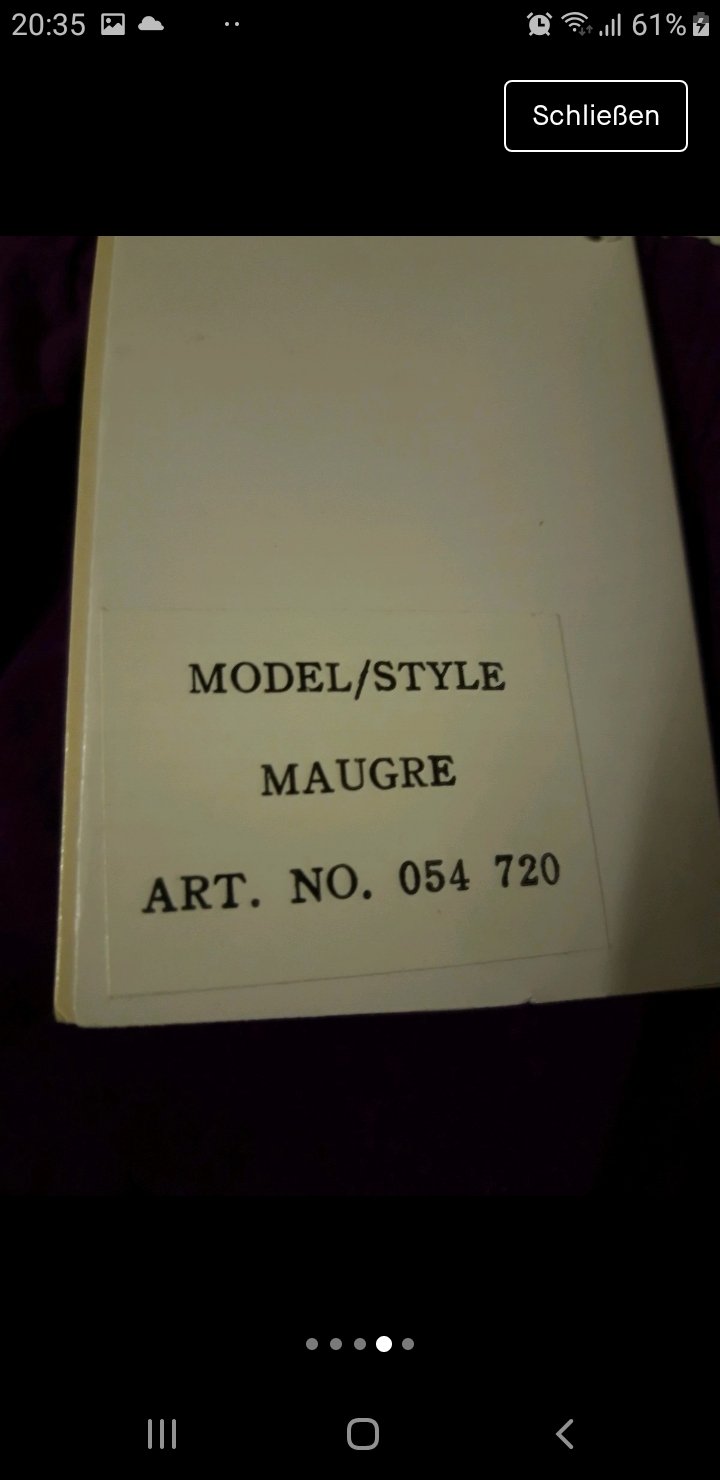 20:35
61%
Schließen
MODEL/STYLE
MAUGRE
ART. NO. 054 720